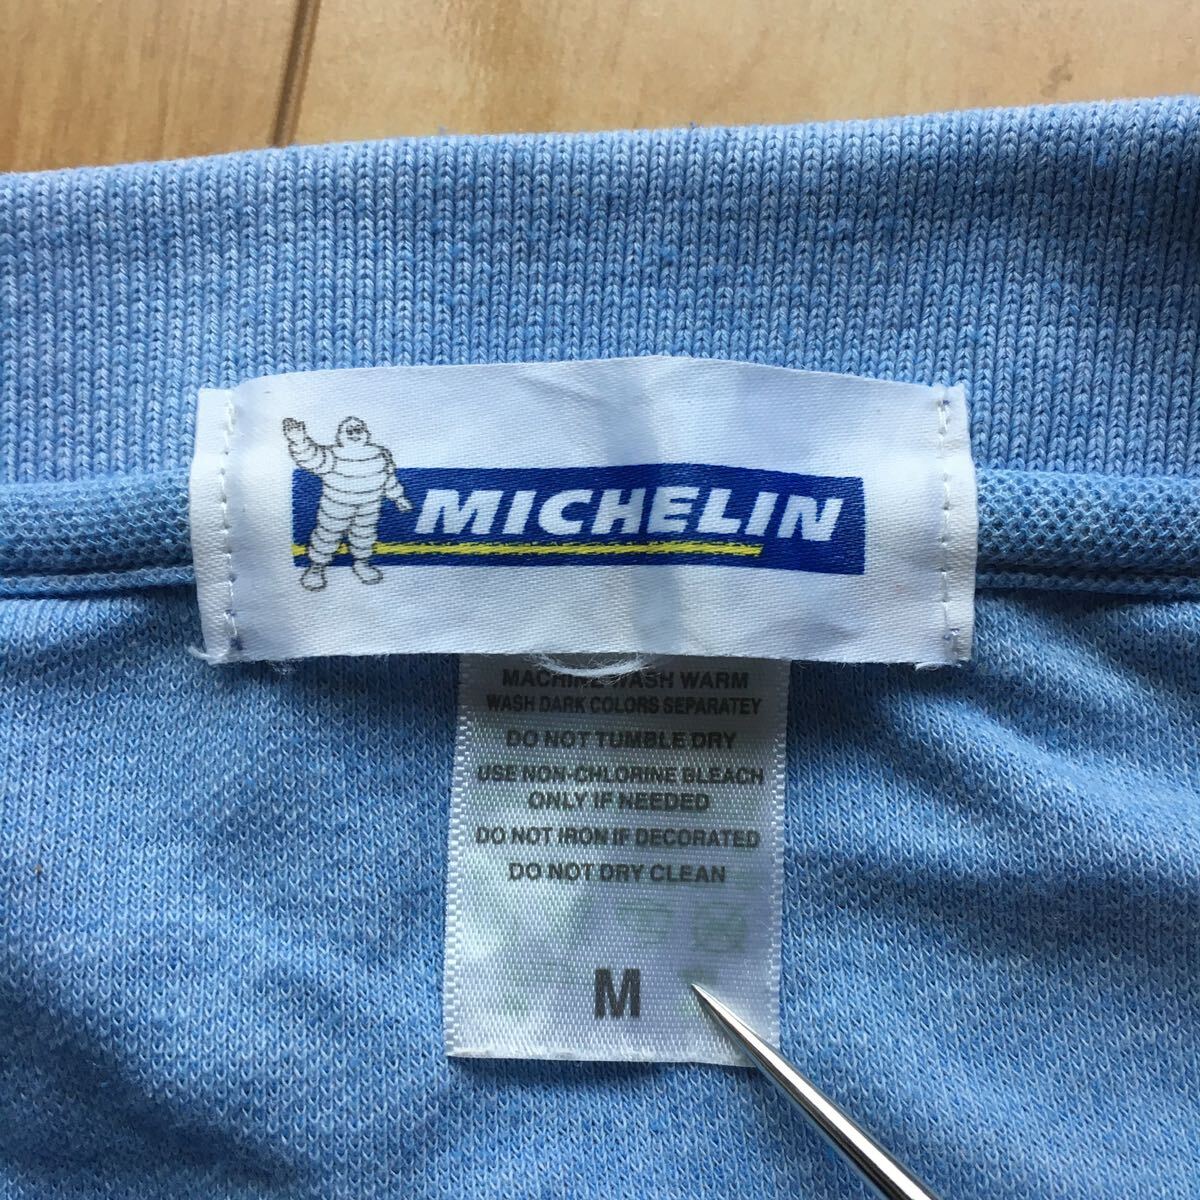 MICHELIN
MACHINE WASH WARM
WASH DARK COLORS SEPARATEY
DO NOT TUMBLE DRY
USE NON-CHLORINE BLEACH
ONLY IF NEEDED
DO NOT IRON IF DECORATED
DO NOT DRY CLEAN
M